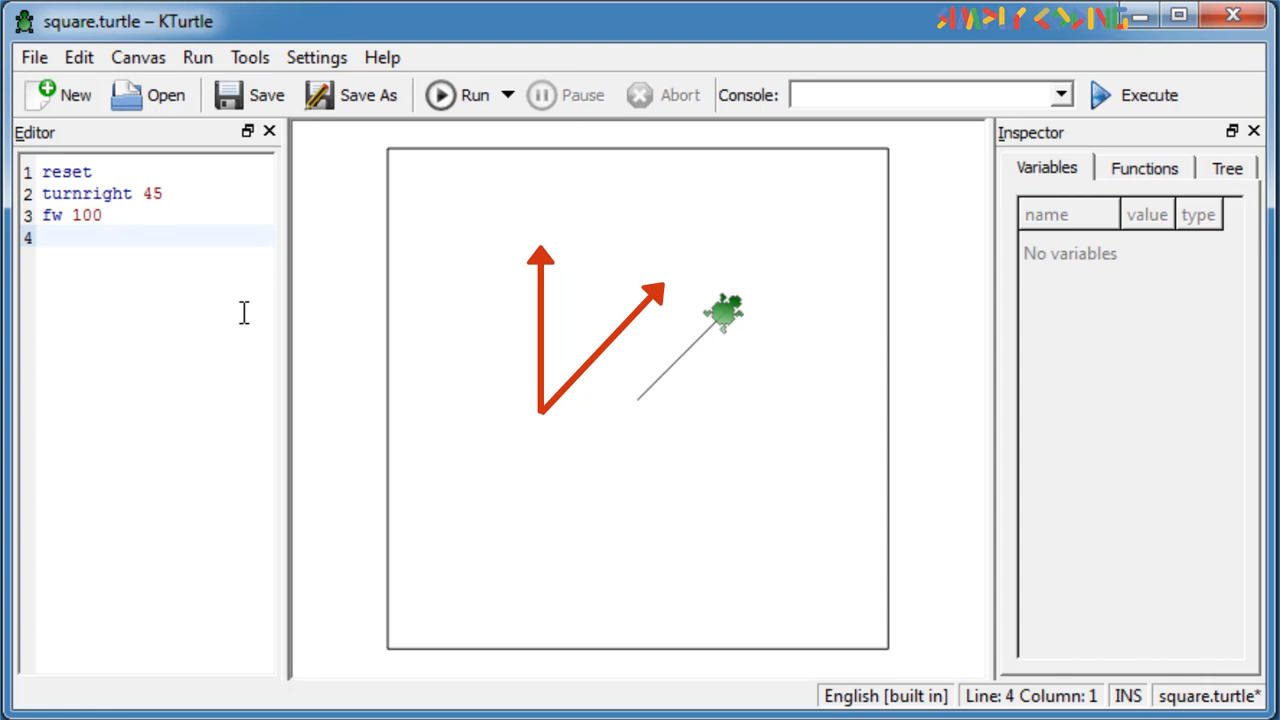 square.turtle – KTurtle
SIMPLY CODING
File Edit Canvas Run Tools Settings Help
New Open Save Save As Run Pause Abort Console: Execute
Editor
Inspector
1 reset
2 turnright 45
3 fw 100
4
Variables Functions Tree
name value type
No variables
English [built in] Line: 4 Column: 1 INS square.turtle*